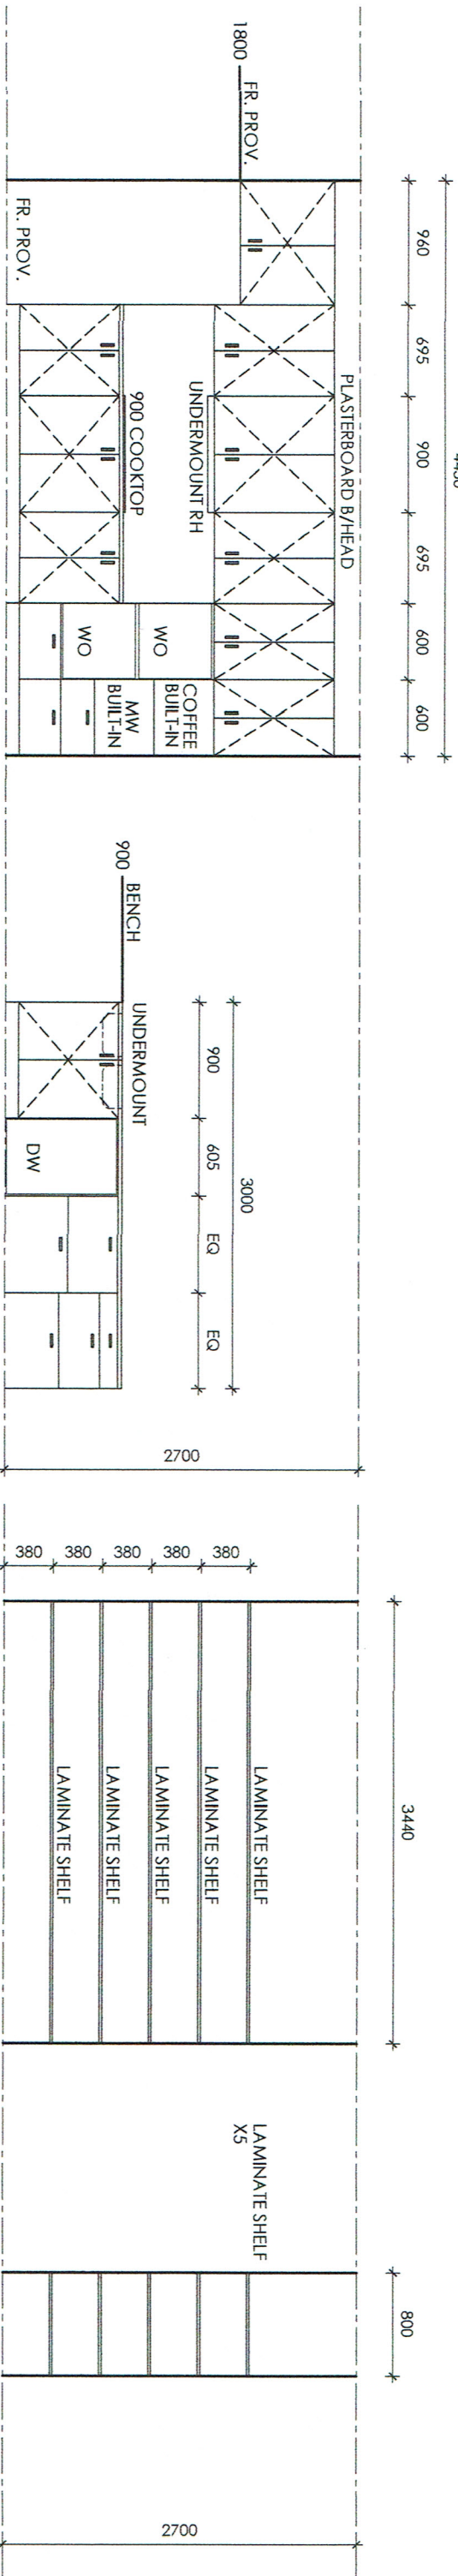 4450
960
695
900
695
600
600
PLASTERBOARD B/HEAD
1800
FR. PROV.
UNDERMOUNT RH
900 COOKTOP
FR. PROV.
WO
WO
COFFEE
BUILT-IN
MW
BUILT-IN
3000
900
605
EQ
EQ
900
BENCH
UNDERMOUNT
DW
2700
3440
380
380
380
380
380
LAMINATE SHELF
LAMINATE SHELF
LAMINATE SHELF
LAMINATE SHELF
LAMINATE SHELF
LAMINATE SHELF
X5
800
2700